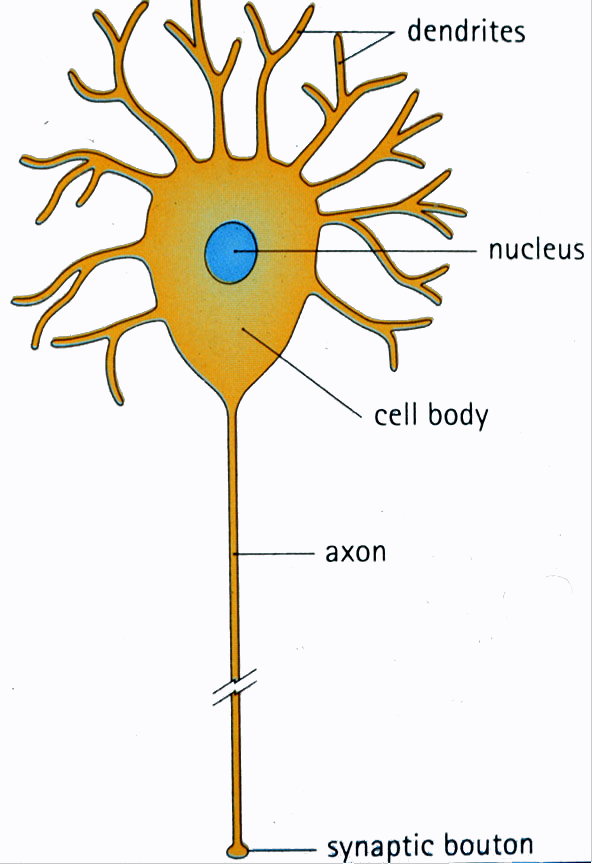 dendrites
nucleus
cell body
axon
synaptic bouton